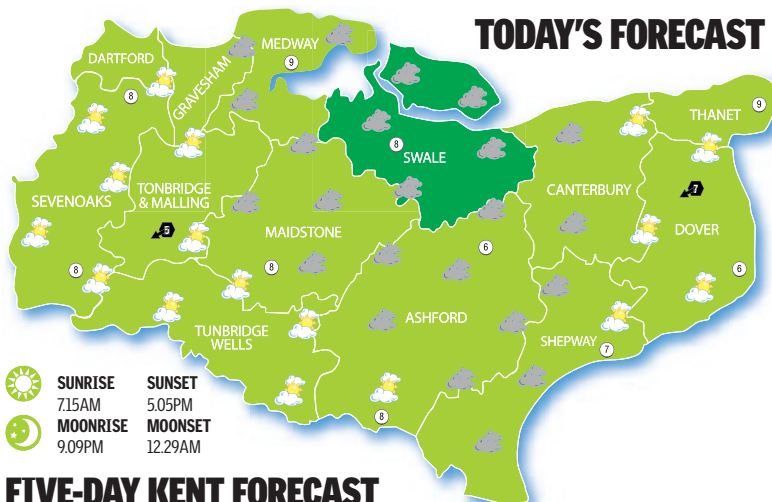 TODAY'S FORECAST
MEDWAY
DARTFORD
GRAVESHAM
9
8
9
THANET
8
SWALE
CANTERBURY
7
SEVENOAKS
TONBRIDGE
& MALLING
5
MAIDSTONE
DOVER
6
8
8
6
ASHFORD
TUNBRIDGE
WELLS
SHEPWAY
7
8
SUNRISE SUNSET
7.15AM 5.05PM
MOONRISE MOONSET
9.09PM 12.29AM
FIVE-DAY KENT FORECAST